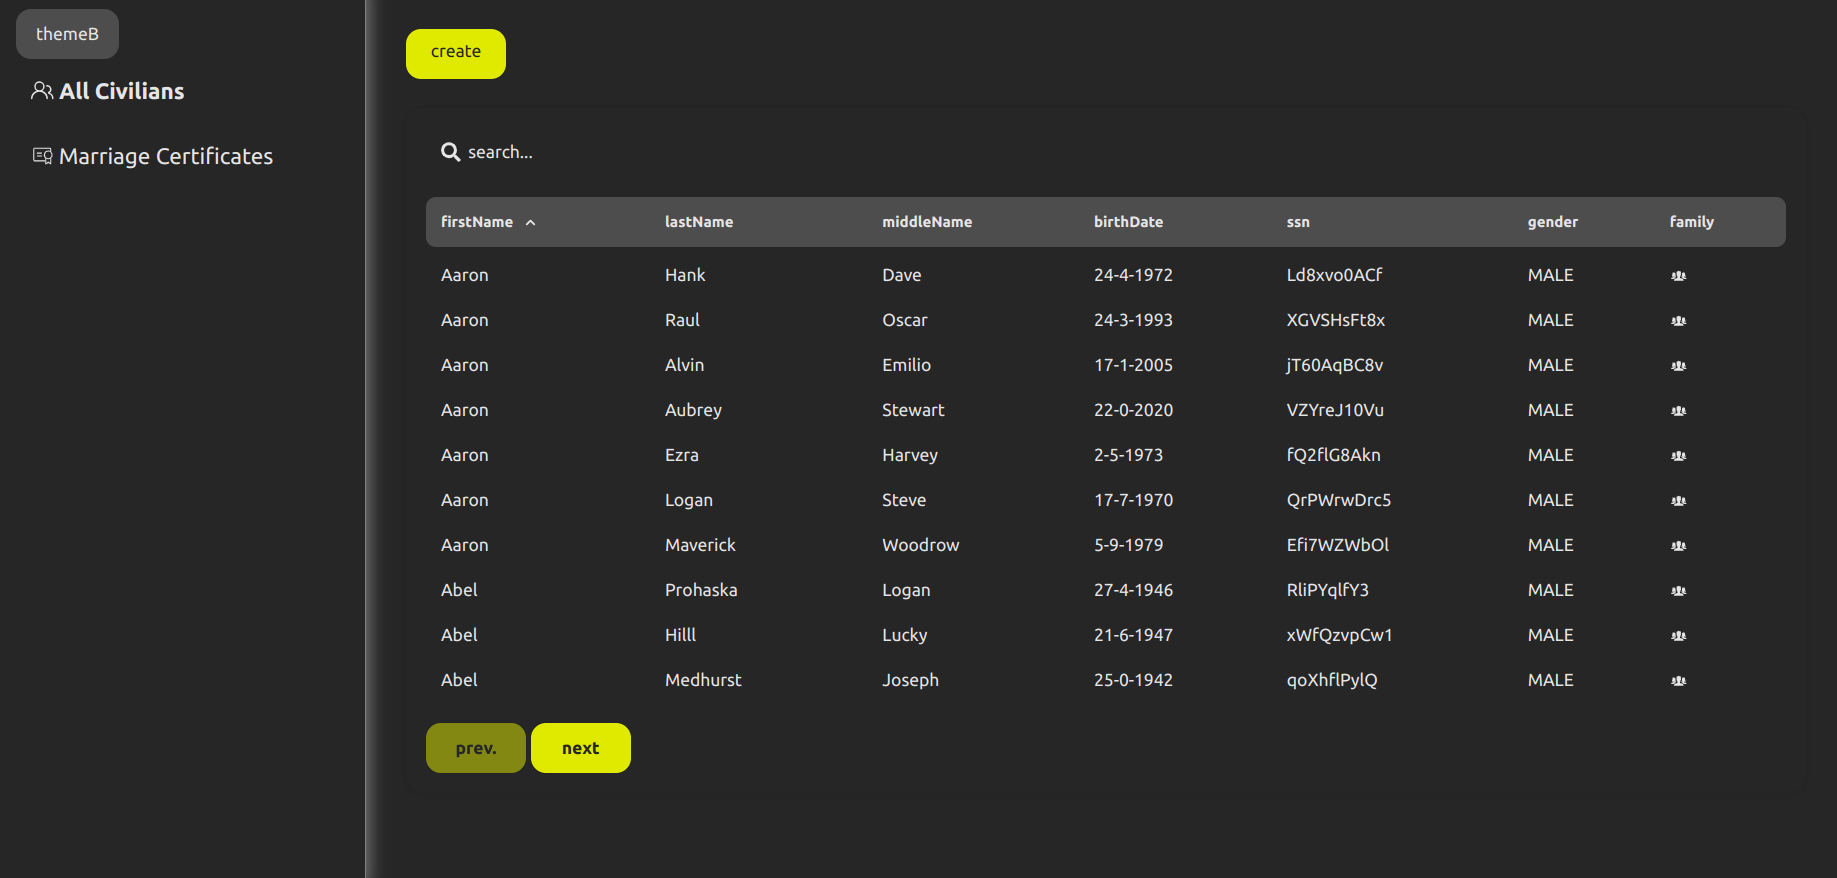 themeB
All Civilians
Marriage Certificates
create
search...
firstName lastName middleName birthDate ssn gender family
Aaron Hank Dave 24-4-1972 Ld8xvo0ACf MALE
Aaron Raul Oscar 24-3-1993 XGVSHsFt8x MALE
Aaron Alvin Emilio 17-1-2005 jT60AqBC8v MALE
Aaron Aubrey Stewart 22-0-2020 VZYreJ10Vu MALE
Aaron Ezra Harvey 2-5-1973 fQ2flG8Akn MALE
Aaron Logan Steve 17-7-1970 QrPWrwDrc5 MALE
Aaron Maverick Woodrow 5-9-1979 Efi7WZWbOl MALE
Abel Prohaska Logan 27-4-1946 RliPYqlfY3 MALE
Abel Hilll Lucky 21-6-1947 xWfQzvpCw1 MALE
Abel Medhurst Joseph 25-0-1942 qoXhflPylQ MALE
prev. next